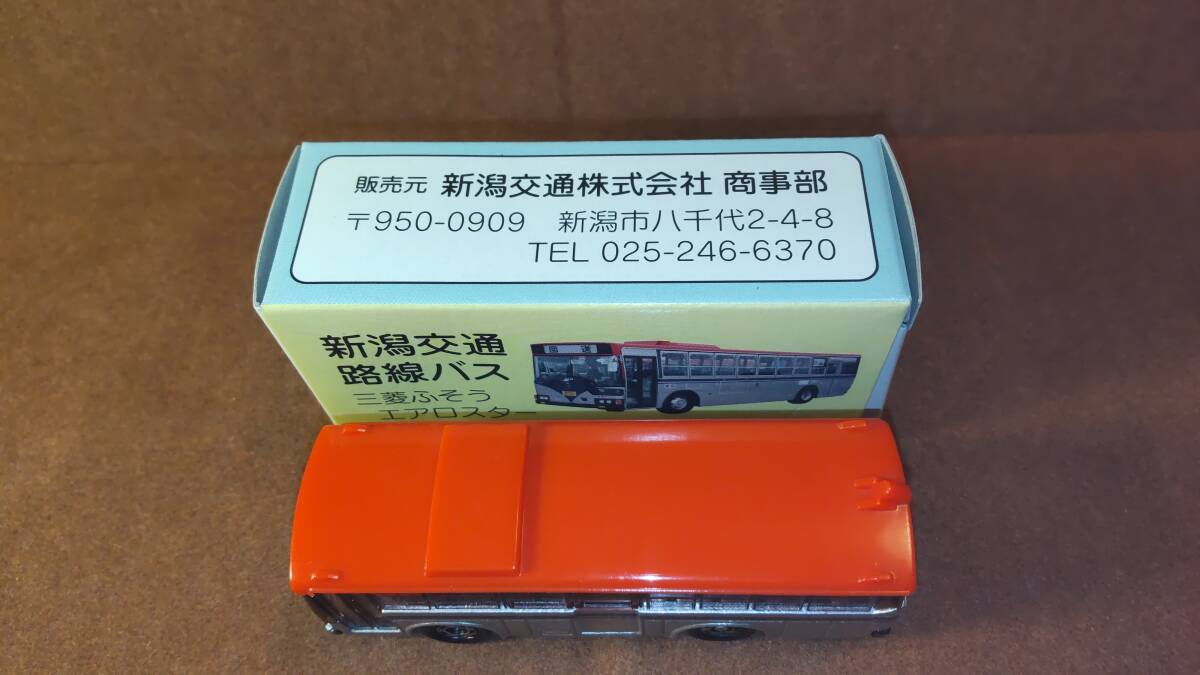 販売元 新潟交通株式会社 商事部
〒950-0909 新潟市八千代2-4-8
TEL 025-246-6370
新潟交通
路線バス
三菱ふそう
エアロスター
回送